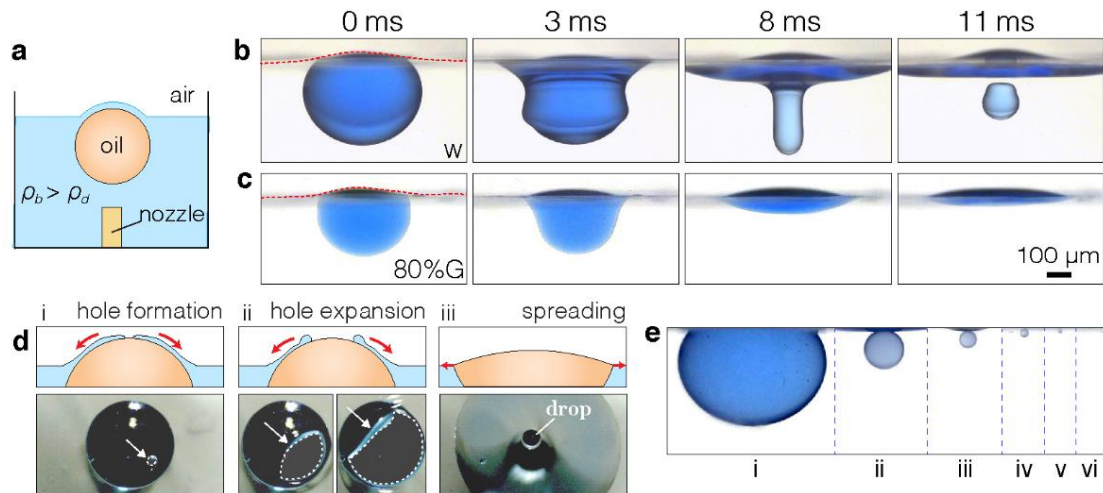 a
air
oil
ρb > ρd
nozzle
0 ms 3 ms 8 ms 11 ms
b
W
c
80%G
100 μm
d
i hole formation ii hole expansion iii spreading
drop
e
i ii iii iv v vi